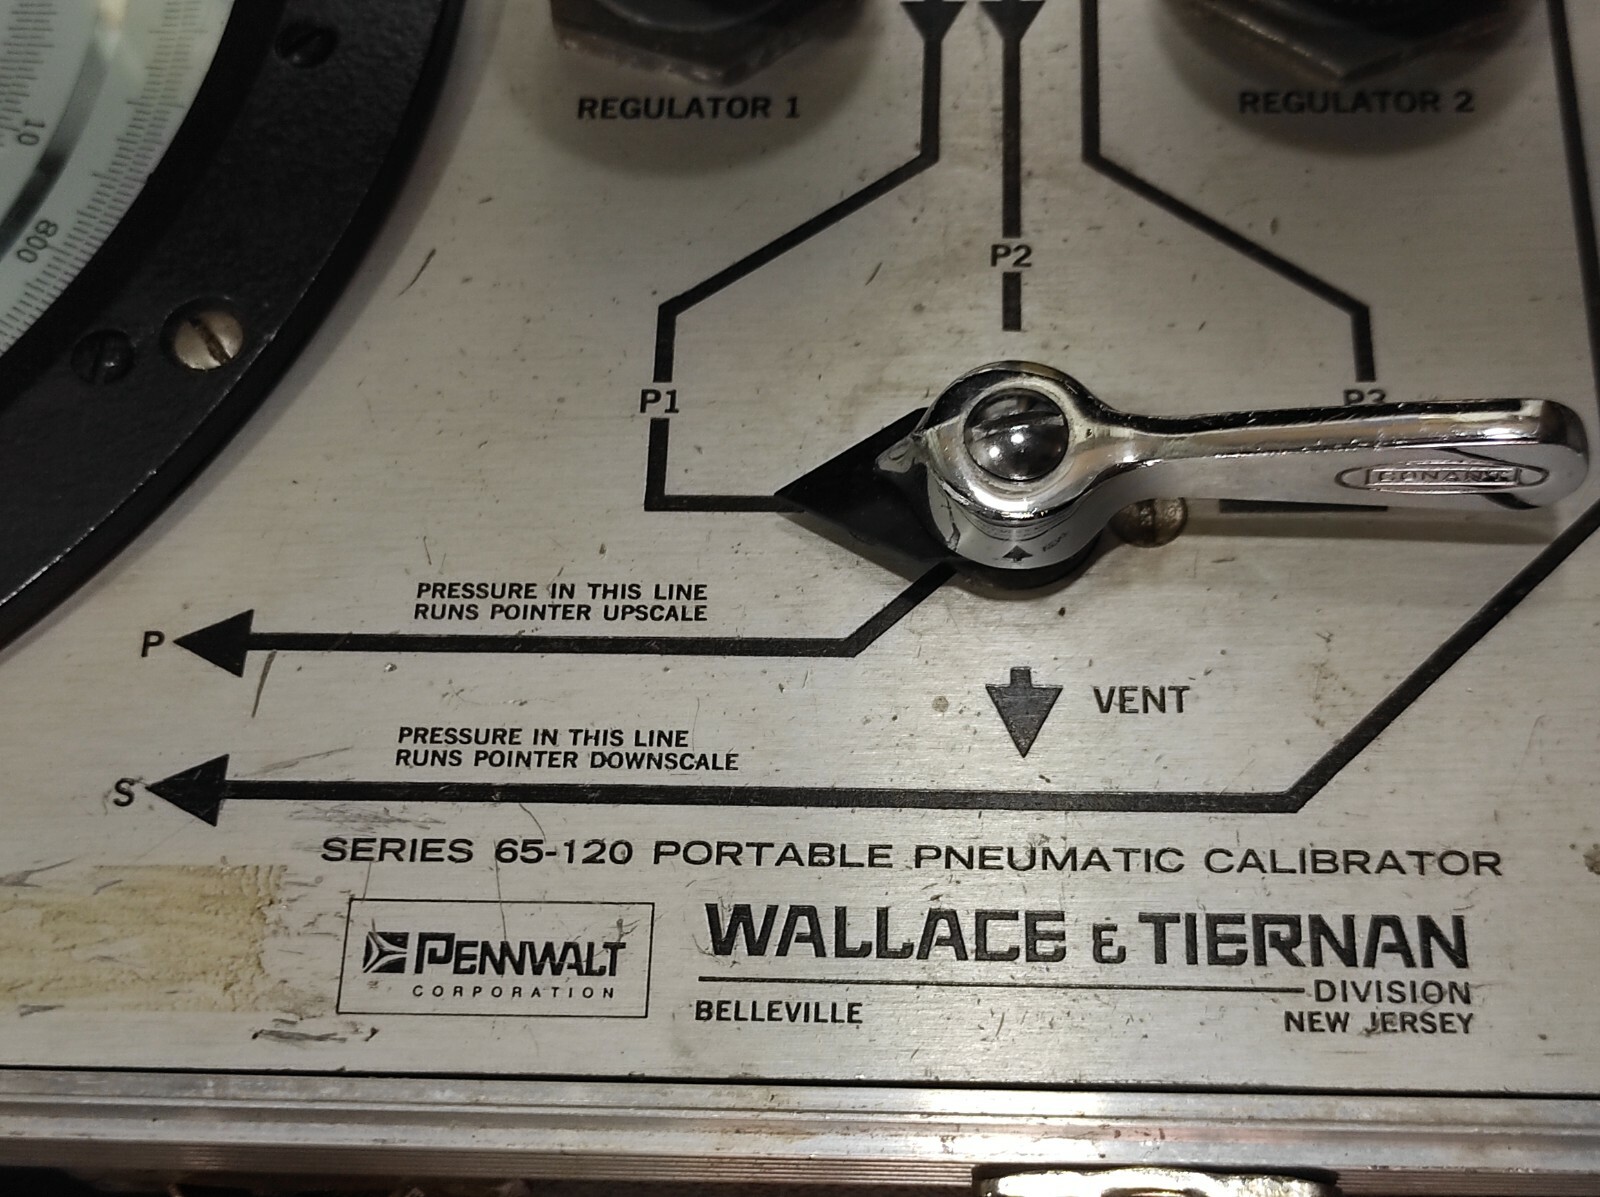 REGULATOR 1
REGULATOR 2
10
800
P2
P1
PRESSURE IN THIS LINE
RUNS POINTER UPSCALE
P
VENT
PRESSURE IN THIS LINE
RUNS POINTER DOWNSCALE
S
SERIES 65-120 PORTABLE PNEUMATIC CALIBRATOR
PENNWALT
CORPORATION
WALLACE & TIERNAN
DIVISION
BELLEVILLE
NEW JERSEY